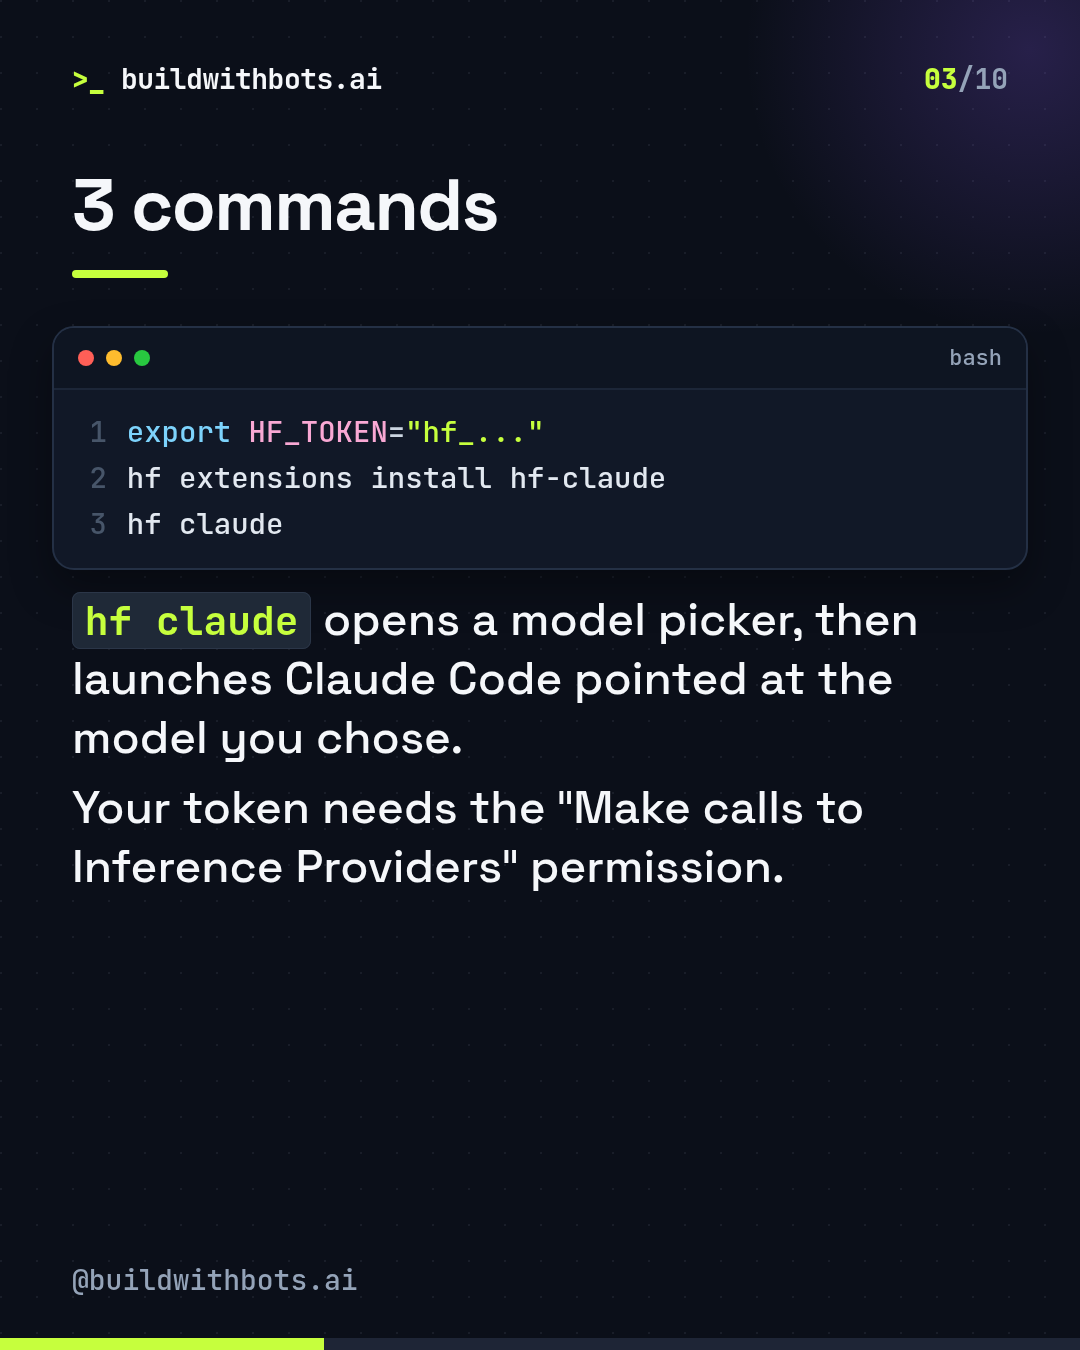 >_ buildwithbots.ai
03/10
3 commands
bash
1 export HF_TOKEN="hf_..."
2 hf extensions install hf-claude
3 hf claude
hf claude opens a model picker, then
launches Claude Code pointed at the
model you chose.
Your token needs the "Make calls to
Inference Providers" permission.
@buildwithbots.ai